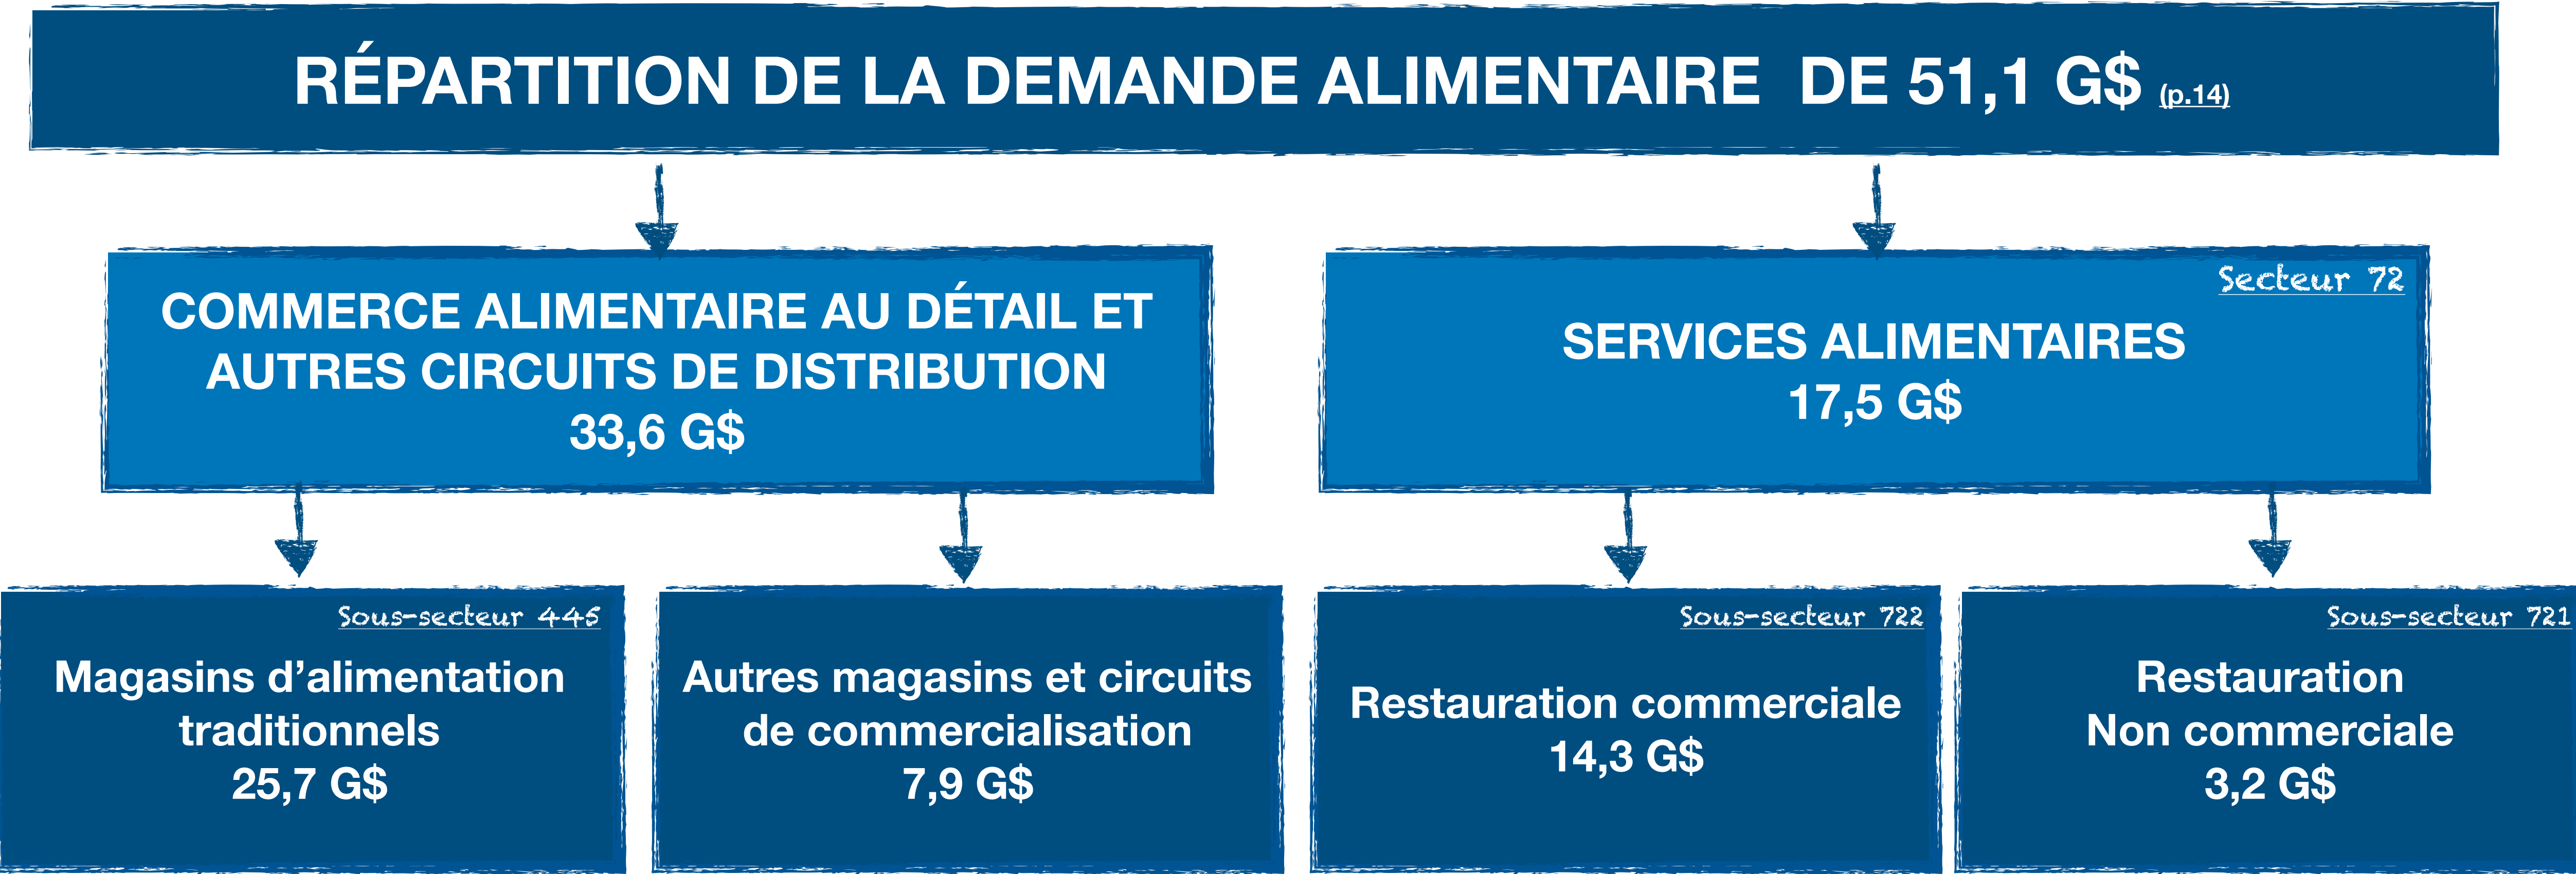 RÉPARTITION DE LA DEMANDE ALIMENTAIRE  DE 51,1 G$ (p.14)
COMMERCE ALIMENTAIRE AU DÉTAIL ET
AUTRES CIRCUITS DE DISTRIBUTION
33,6 G$
Secteur 72
SERVICES ALIMENTAIRES
17,5 G$
Sous-secteur 445
Magasins d’alimentation
traditionnels
25,7 G$
Autres magasins et circuits
de commercialisation
7,9 G$
Sous-secteur 722
Restauration commerciale
14,3 G$
Sous-secteur 721
Restauration
Non commerciale
3,2 G$